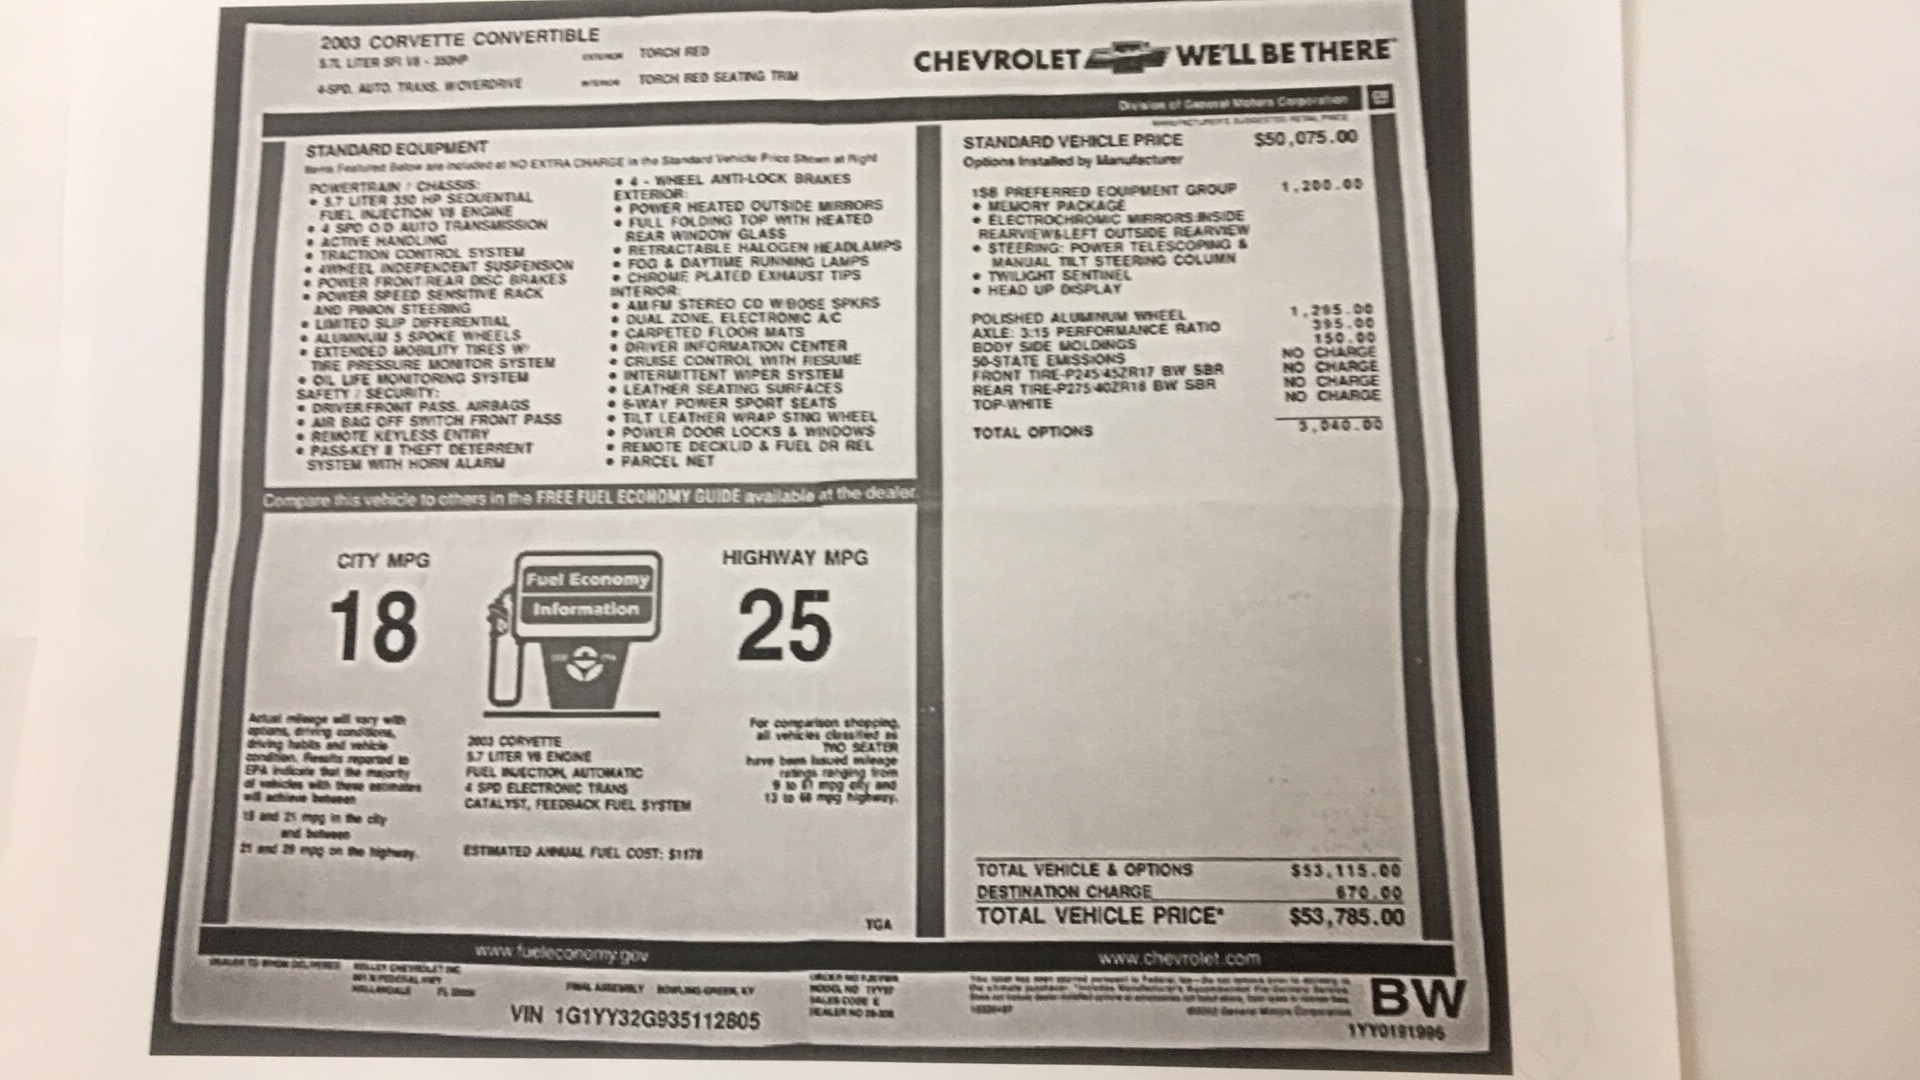 2003 CORVETTE CONVERTIBLE
5.7L LITER SFI V8 - 350HP
4-SPD. AUTO. TRANS. W/OVERDRIVE
EXTERIOR TORCH RED
INTERIOR TORCH RED SEATING TRIM
CHEVROLET WE'LL BE THERE
Division of General Motors Corporation GM
MANUFACTURER'S SUGGESTED RETAIL PRICE
STANDARD EQUIPMENT
Items Featured Below are included at NO EXTRA CHARGE in the Standard Vehicle Price Shown at Right
POWERTRAIN / CHASSIS:
• 5.7 LITER 350 HP SEQUENTIAL
FUEL INJECTION V8 ENGINE
• 4 SPD O/D AUTO TRANSMISSION
• ACTIVE HANDLING
• TRACTION CONTROL SYSTEM
• 4WHEEL INDEPENDENT SUSPENSION
• POWER FRONT/REAR DISC BRAKES
• POWER SPEED SENSITIVE RACK
AND PINION STEERING
• LIMITED SLIP DIFFERENTIAL
• ALUMINUM 5 SPOKE WHEELS
• EXTENDED MOBILITY TIRES W/
TIRE PRESSURE MONITOR SYSTEM
• OIL LIFE MONITORING SYSTEM
SAFETY / SECURITY:
• DRIVER/FRONT PASS. AIRBAGS
• AIR BAG OFF SWITCH FRONT PASS
• REMOTE KEYLESS ENTRY
• PASS-KEY II THEFT DETERRENT
SYSTEM WITH HORN ALARM
• 4 - WHEEL ANTI-LOCK BRAKES
EXTERIOR:
• POWER HEATED OUTSIDE MIRRORS
• FULL FOLDING TOP WITH HEATED
REAR WINDOW GLASS
• RETRACTABLE HALOGEN HEADLAMPS
• FOG & DAYTIME RUNNING LAMPS
• CHROME PLATED EXHAUST TIPS
INTERIOR:
• AM/FM STEREO CD W/BOSE SPKRS
• DUAL ZONE, ELECTRONIC A/C
• CARPETED FLOOR MATS
• DRIVER INFORMATION CENTER
• CRUISE CONTROL WITH RESUME
• INTERMITTENT WIPER SYSTEM
• LEATHER SEATING SURFACES
• 6-WAY POWER SPORT SEATS
• TILT LEATHER WRAP STNG WHEEL
• POWER DOOR LOCKS & WINDOWS
• REMOTE DECKLID & FUEL DR REL
• PARCEL NET
STANDARD VEHICLE PRICE $50,075.00
Options Installed by Manufacturer
1SB PREFERRED EQUIPMENT GROUP 1,200.00
• MEMORY PACKAGE
• ELECTROCHROMIC MIRRORS:INSIDE
REARVIEW&LEFT OUTSIDE REARVIEW
• STEERING: POWER TELESCOPING &
MANUAL TILT STEERING COLUMN
• TWILIGHT SENTINEL
• HEAD UP DISPLAY
POLISHED ALUMINUM WHEEL 1,295.00
AXLE: 3:15 PERFORMANCE RATIO 395.00
BODY SIDE MOLDINGS 150.00
50-STATE EMISSIONS NO CHARGE
FRONT TIRE-P245/45ZR17 BW SBR NO CHARGE
REAR TIRE-P275/40ZR18 BW SBR NO CHARGE
TOP-WHITE NO CHARGE
TOTAL OPTIONS 3,040.00
Compare this vehicle to others in the FREE FUEL ECONOMY GUIDE available at the dealer.
CITY MPG
18
Fuel Economy
Information
HIGHWAY MPG
25
Actual mileage will vary with
options, driving conditions,
driving habits and vehicle
condition. Results reported to
EPA indicate that the majority
of vehicles with these estimates
will achieve between
15 and 21 mpg in the city
and between
21 and 29 mpg on the highway.
2003 CORVETTE
5.7 LITER V8 ENGINE
FUEL INJECTION, AUTOMATIC
4 SPD ELECTRONIC TRANS
CATALYST, FEEDBACK FUEL SYSTEM
ESTIMATED ANNUAL FUEL COST: $1178
For comparison shopping,
all vehicles classified as
TWO SEATER
have been issued mileage
ratings ranging from
9 to 61 mpg city and
13 to 68 mpg highway.
YGA
TOTAL VEHICLE & OPTIONS $53,115.00
DESTINATION CHARGE 670.00
TOTAL VEHICLE PRICE* $53,785.00
www.fueleconomy.gov
www.chevrolet.com
DEALER TO WHOM DELIVERED
KELLEY CHEVROLET INC
FEDERAL HWY
HALLANDALE FL
FINAL ASSEMBLY BOWLING GREEN, KY
VIN 1G1YY32G935112805
ORDER NO
MODEL NO 1YY67
SALES CODE E
DEALER NO
General Motors Corporation
BW
1YY0191996